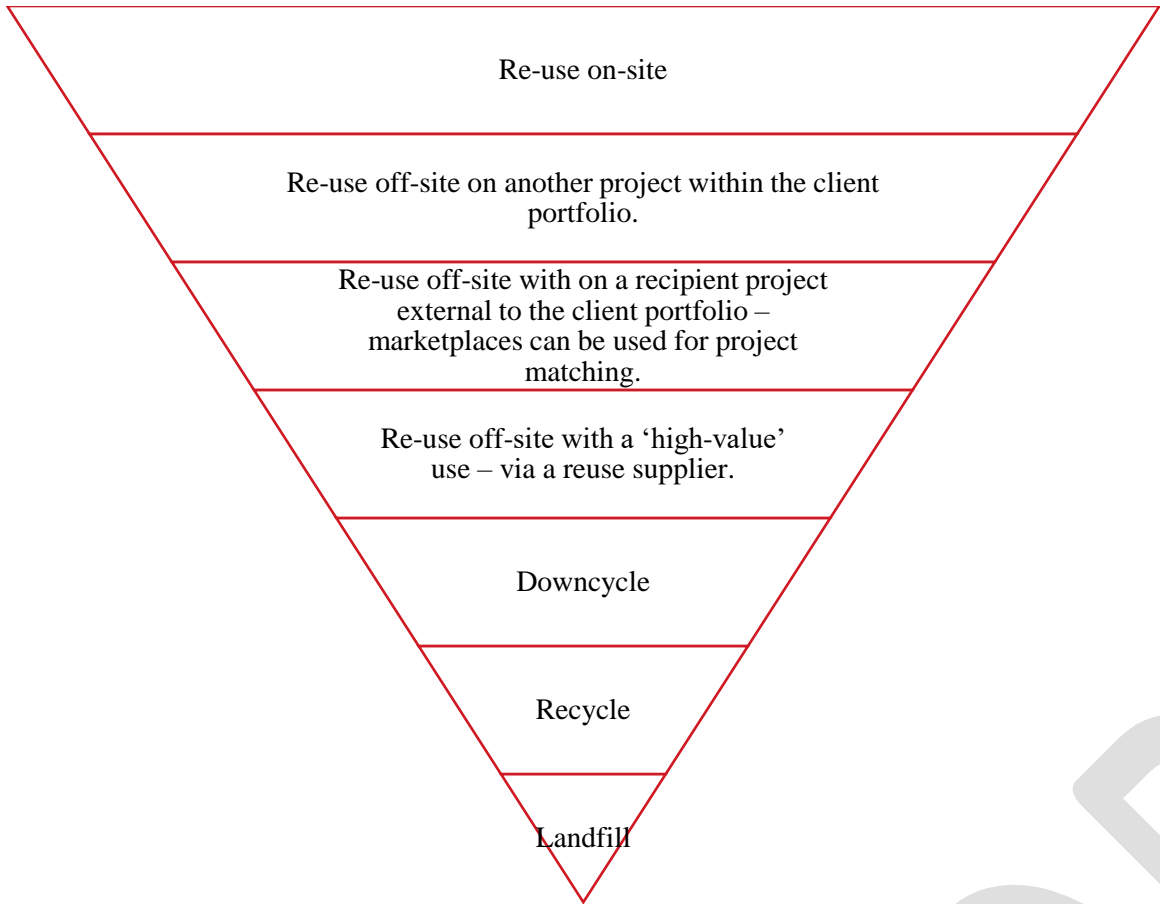 Re-use on-site
Re-use off-site on another project within the client
portfolio.
Re-use off-site with on a recipient project
external to the client portfolio –
marketplaces can be used for project
matching.
Re-use off-site with a ‘high-value’
use – via a reuse supplier.
Downcycle
Recycle
Landfill